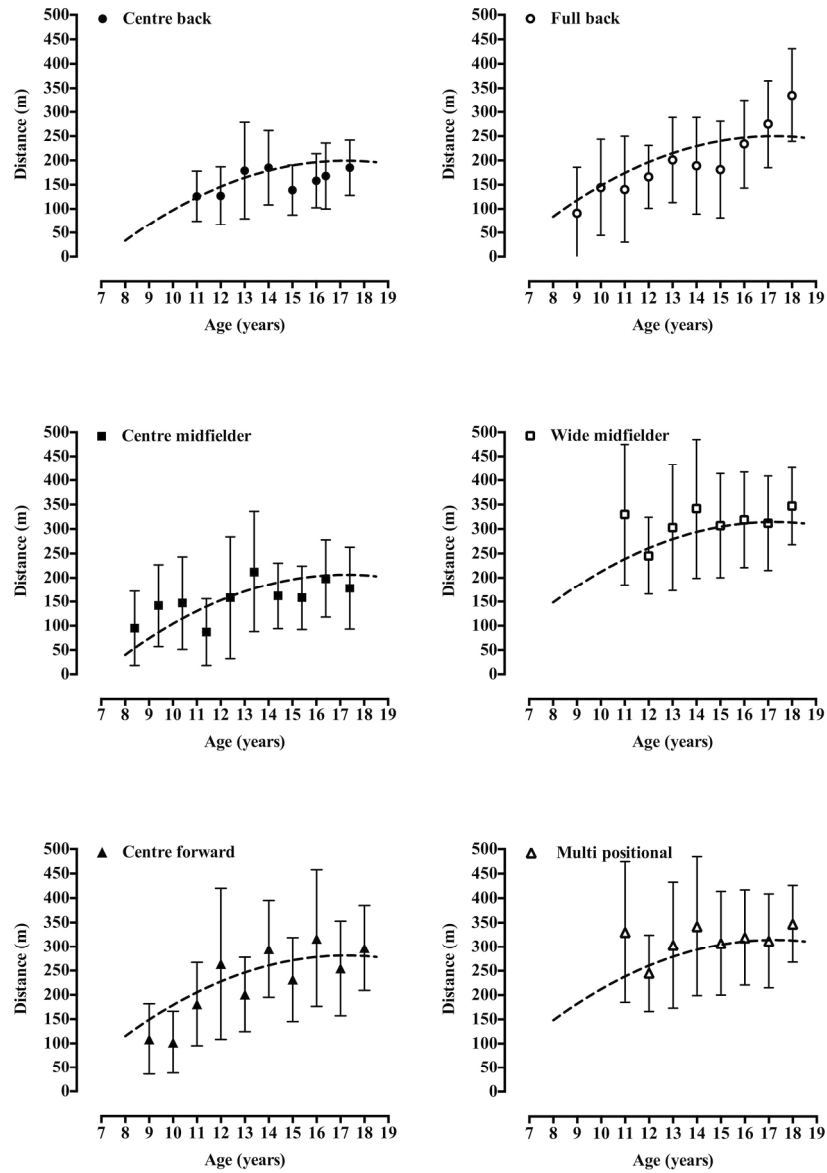 Centre back
500
450
400
350
300
250
200
150
100
50
0
Distance (m)
7 8 9 10 11 12 13 14 15 16 17 18 19
Age (years)
Full back
500
450
400
350
300
250
200
150
100
50
0
Distance (m)
7 8 9 10 11 12 13 14 15 16 17 18 19
Age (years)
Centre midfielder
500
450
400
350
300
250
200
150
100
50
0
Distance (m)
7 8 9 10 11 12 13 14 15 16 17 18 19
Age (years)
Wide midfielder
500
450
400
350
300
250
200
150
100
50
0
Distance (m)
7 8 9 10 11 12 13 14 15 16 17 18 19
Age (years)
Centre forward
500
450
400
350
300
250
200
150
100
50
0
Distance (m)
7 8 9 10 11 12 13 14 15 16 17 18 19
Age (years)
Multi positional
500
450
400
350
300
250
200
150
100
50
0
Distance (m)
7 8 9 10 11 12 13 14 15 16 17 18 19
Age (years)